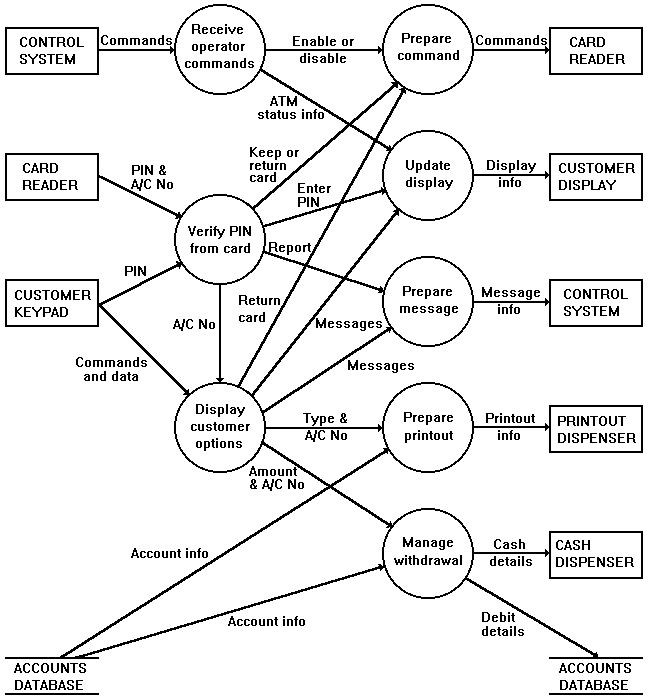 CONTROL
SYSTEM
Commands
Receive
operator
commands
Enable or
disable
Prepare
command
Commands
CARD
READER
ATM
status info
CARD
READER
PIN &
A/C No
Keep or
return
card
Enter
PIN
Update
display
Display
info
CUSTOMER
DISPLAY
Verify PIN
from card
Report
CUSTOMER
KEYPAD
PIN
A/C No
Return
card
Messages
Prepare
message
Message
info
CONTROL
SYSTEM
Commands
and data
Messages
Display
customer
options
Type &
A/C No
Prepare
printout
Printout
info
PRINTOUT
DISPENSER
Amount
& A/C No
Account info
Manage
withdrawal
Cash
details
CASH
DISPENSER
Account info
Debit
details
ACCOUNTS
DATABASE
ACCOUNTS
DATABASE